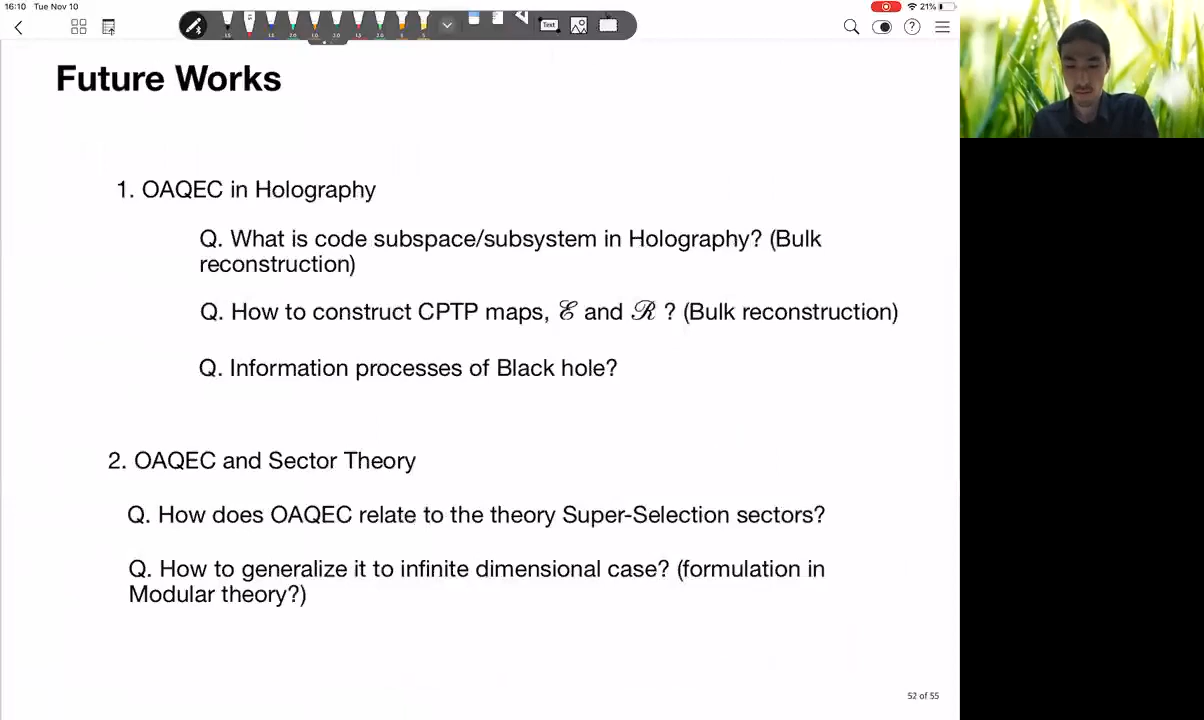 16:10 Tue Nov 10
21%
Text
Future Works
1. OAQEC in Holography
Q. What is code subspace/subsystem in Holography? (Bulk
reconstruction)
Q. How to construct CPTP maps, ℰ and ℛ ? (Bulk reconstruction)
Q. Information processes of Black hole?
2. OAQEC and Sector Theory
Q. How does OAQEC relate to the theory Super-Selection sectors?
Q. How to generalize it to infinite dimensional case? (formulation in
Modular theory?)
52 of 55